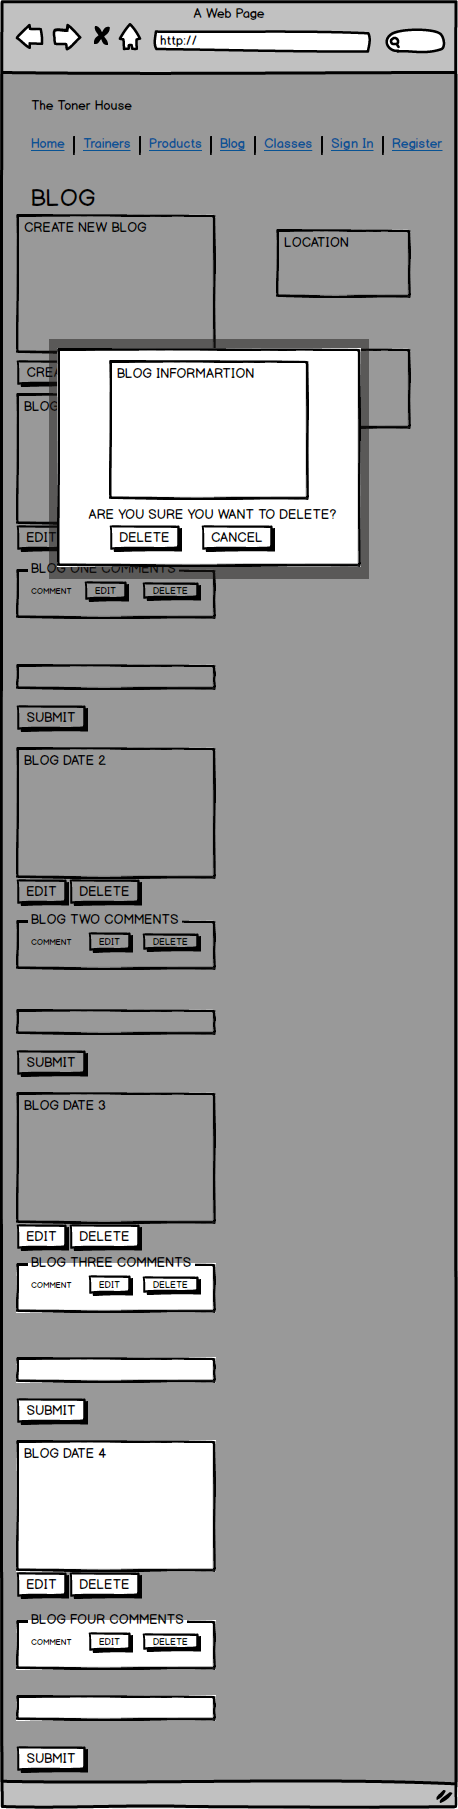 A Web Page
http://
The Toner House
Home Trainers Products Blog Classes Sign In Register
BLOG
CREATE NEW BLOG
LOCATION
CREA
BLOG
BLOG INFORMARTION
ARE YOU SURE YOU WANT TO DELETE?
EDIT
DELETE CANCEL
BLOG ONE COMMENTS
COMMENT EDIT DELETE
SUBMIT
BLOG DATE 2
EDIT DELETE
BLOG TWO COMMENTS
COMMENT EDIT DELETE
SUBMIT
BLOG DATE 3
EDIT DELETE
BLOG THREE COMMENTS
COMMENT EDIT DELETE
SUBMIT
BLOG DATE 4
EDIT DELETE
BLOG FOUR COMMENTS
COMMENT EDIT DELETE
SUBMIT